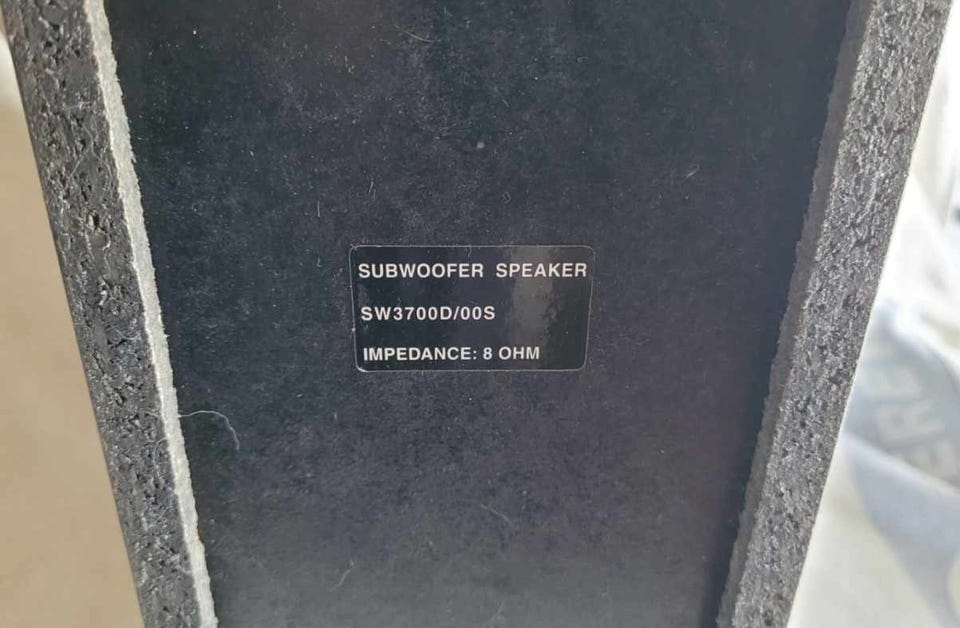 SUBWOOFER SPEAKER
SW3700D/00S
IMPEDANCE: 8 OHM